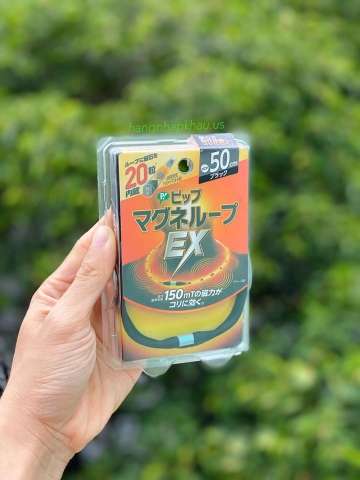 hangnhapkhau.us
ループに磁石を
20粒
内蔵
50cm
ブラック
ピップ
マグネループ
EX
150mTの磁力が
コリに効く。